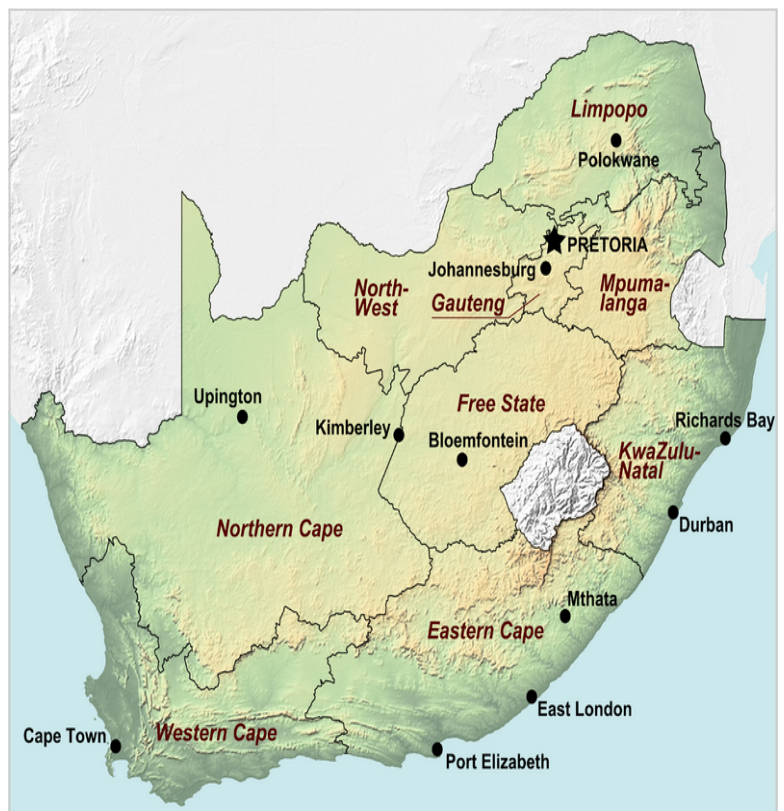 Limpopo
Polokwane
PRETORIA
Johannesburg
North-
West
Gauteng
Mpuma-
langa
Upington
Kimberley
Free State
Bloemfontein
Richards Bay
KwaZulu-
Natal
Northern Cape
Durban
Mthata
Eastern Cape
East London
Western Cape
Cape Town
Port Elizabeth